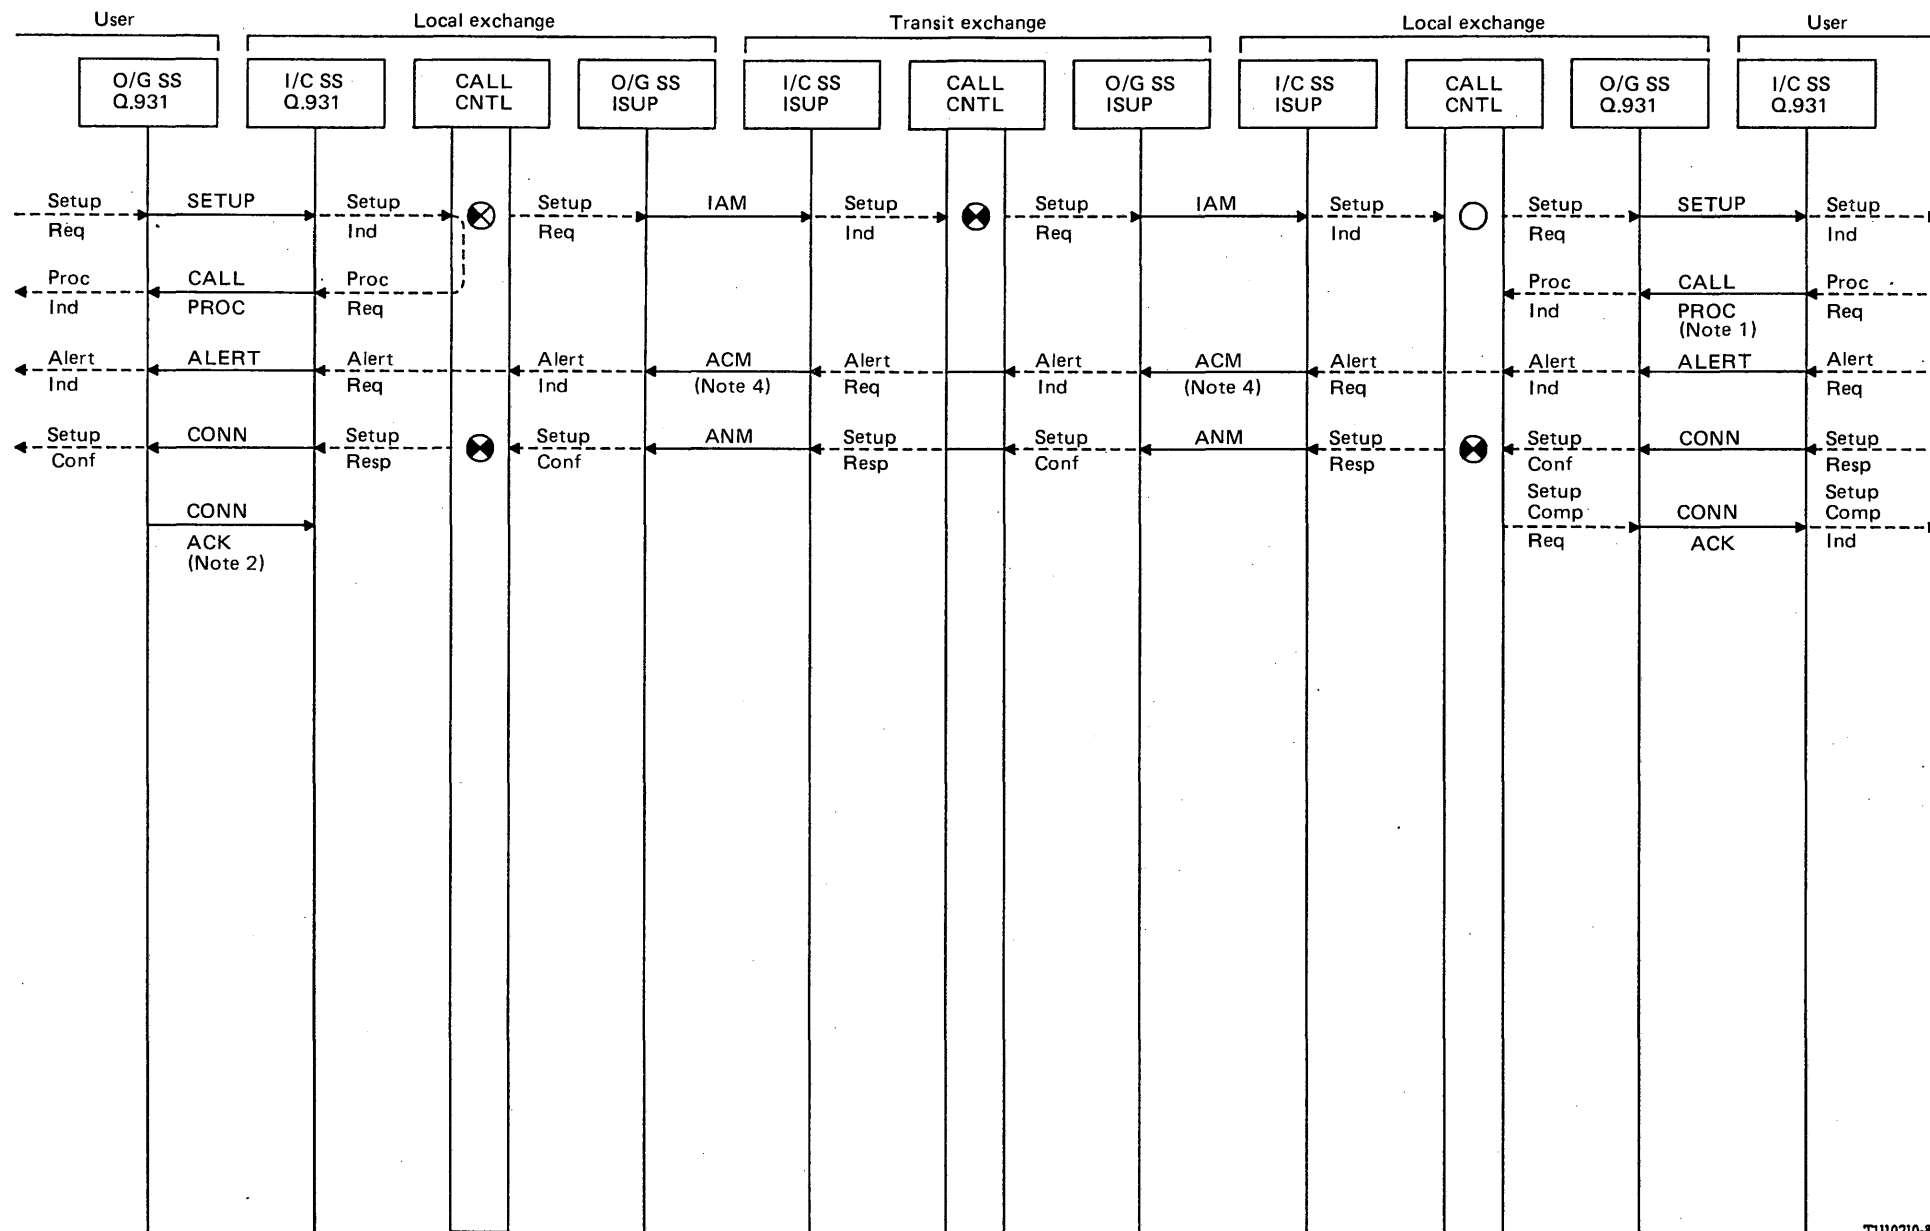 User Local exchange Transit exchange Local exchange User
O/G SS I/C SS CALL O/G SS I/C SS CALL O/G SS I/C SS CALL O/G SS I/C SS
Q.931 Q.931 CNTL ISUP ISUP CNTL ISUP ISUP CNTL Q.931 Q.931
Setup SETUP Setup Setup IAM Setup Setup IAM Setup Setup SETUP Setup
Req Ind Req Ind Req Ind Req Ind
Proc CALL Proc Proc CALL Proc
Ind PROC Req Ind PROC Req
(Note 1)
Alert ALERT Alert Alert ACM Alert Alert ACM Alert Alert ALERT Alert
Ind Req Ind (Note 4) Req Ind (Note 4) Req Ind Req
Setup CONN Setup Setup ANM Setup Setup ANM Setup Setup CONN Setup
Conf Resp Conf Resp Conf Resp Conf Resp
Setup Setup
CONN Comp CONN Comp
ACK Req ACK Ind
(Note 2)